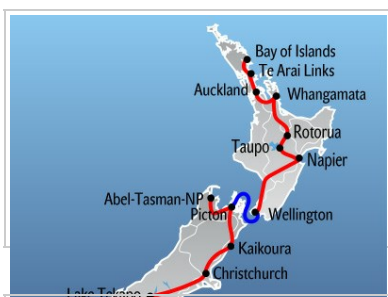 Bay of Islands
Te Arai Links
Auckland
Whangamata
Rotorua
Taupo
Napier
Abel-Tasman-NP
Picton
Wellington
Kaikoura
Christchurch
Lake Tekapo